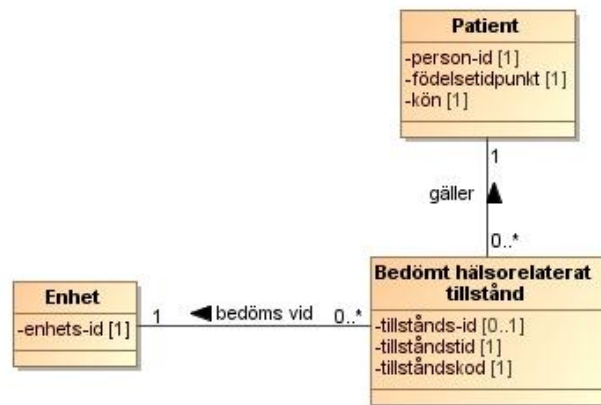 Patient
-person-id [1]
-födelsetidpunkt [1]
-kön [1]
1
gäller
0..*
Bedömt hälsorelaterat
tillstånd
-tillstånds-id [0..1]
-tillståndstid [1]
-tillståndskod [1]
Enhet
-enhets-id [1]
1
bedöms vid
0..*